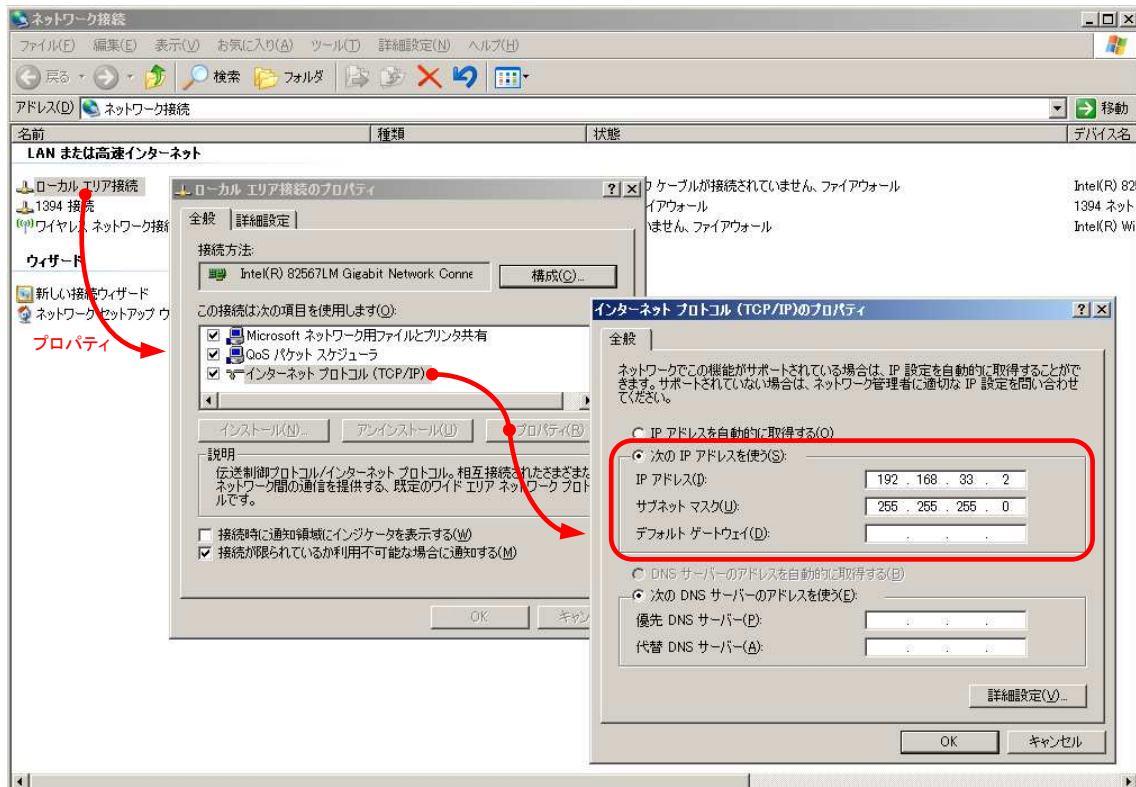 ネットワーク接続
ファイル(F) 編集(E) 表示(V) お気に入り(A) ツール(T) 詳細設定(N) ヘルプ(H)
戻る 検索 フォルダ
アドレス(D) ネットワーク接続 移動
名前 種類 状態 デバイス名
LAN または高速インターネット
ローカル エリア接続 ケーブルが接続されていません、ファイアウォール Intel(R) 82
1394 接続 イアウォール 1394 ネット
ワイヤレス ネットワーク接 いません、ファイアウォール Intel(R) Wi
ウィザード
新しい接続ウィザード
ネットワーク セットアップ ウ
プロパティ
ローカル エリア接続のプロパティ
全般 詳細設定
接続方法:
Intel(R) 82567LM Gigabit Network Conne 構成(C)...
この接続は次の項目を使用します(O):
Microsoft ネットワーク用ファイルとプリンタ共有
QoS パケット スケジューラ
インターネット プロトコル (TCP/IP)
インストール(N)... アンインストール(U) プロパティ(R)
説明
伝送制御プロトコル/インターネット プロトコル。相互接続されたさまざま
ネットワーク間の通信を提供する、既定のワイド エリア ネットワーク プロト
ルです。
接続時に通知領域にインジケータを表示する(W)
接続が限られているか利用不可能な場合に通知する(M)
OK キャン
インターネット プロトコル (TCP/IP)のプロパティ
全般
ネットワークでこの機能がサポートされている場合は、IP 設定を自動的に取得することがで
きます。サポートされていない場合は、ネットワーク管理者に適切な IP 設定を問い合わせ
てください。
IP アドレスを自動的に取得する(O)
次の IP アドレスを使う(S):
IP アドレス(I): 192 . 168 . 33 . 2
サブネット マスク(U): 255 . 255 . 255 . 0
デフォルト ゲートウェイ(D): . . .
DNS サーバーのアドレスを自動的に取得する(B)
次の DNS サーバーのアドレスを使う(E):
優先 DNS サーバー(P): . . .
代替 DNS サーバー(A): . . .
詳細設定(V)...
OK キャンセル